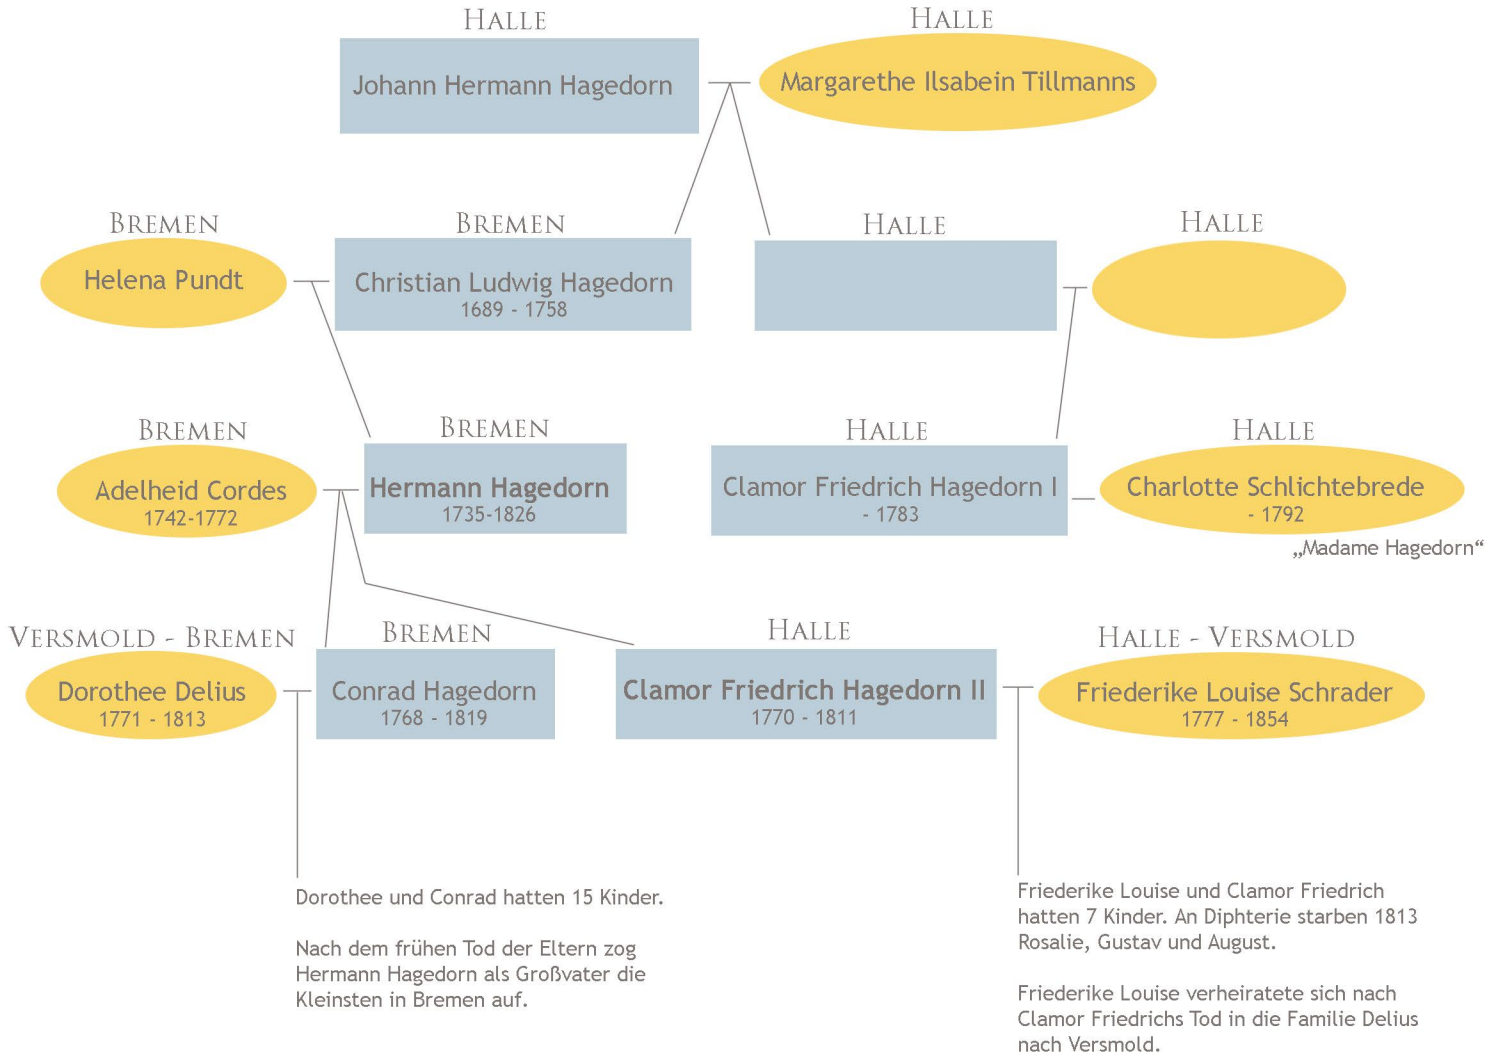 HALLE
HALLE
Johann Hermann Hagedorn
Margarethe Ilsabein Tillmanns
BREMEN
BREMEN
HALLE
HALLE
Helena Pundt
Christian Ludwig Hagedorn
1689 - 1758
BREMEN
BREMEN
HALLE
HALLE
Adelheid Cordes
1742-1772
Hermann Hagedorn
1735-1826
Clamor Friedrich Hagedorn I
- 1783
Charlotte Schlichtebrede
- 1792
„Madame Hagedorn“
VERSMOLD - BREMEN
BREMEN
HALLE
HALLE - VERSMOLD
Dorothee Delius
1771 - 1813
Conrad Hagedorn
1768 - 1819
Clamor Friedrich Hagedorn II
1770 - 1811
Friederike Louise Schrader
1777 - 1854
Dorothee und Conrad hatten 15 Kinder.
Nach dem frühen Tod der Eltern zog
Hermann Hagedorn als Großvater die
Kleinsten in Bremen auf.
Friederike Louise und Clamor Friedrich
hatten 7 Kinder. An Diphterie starben 1813
Rosalie, Gustav und August.
Friederike Louise verheiratete sich nach
Clamor Friedrichs Tod in die Familie Delius
nach Versmold.